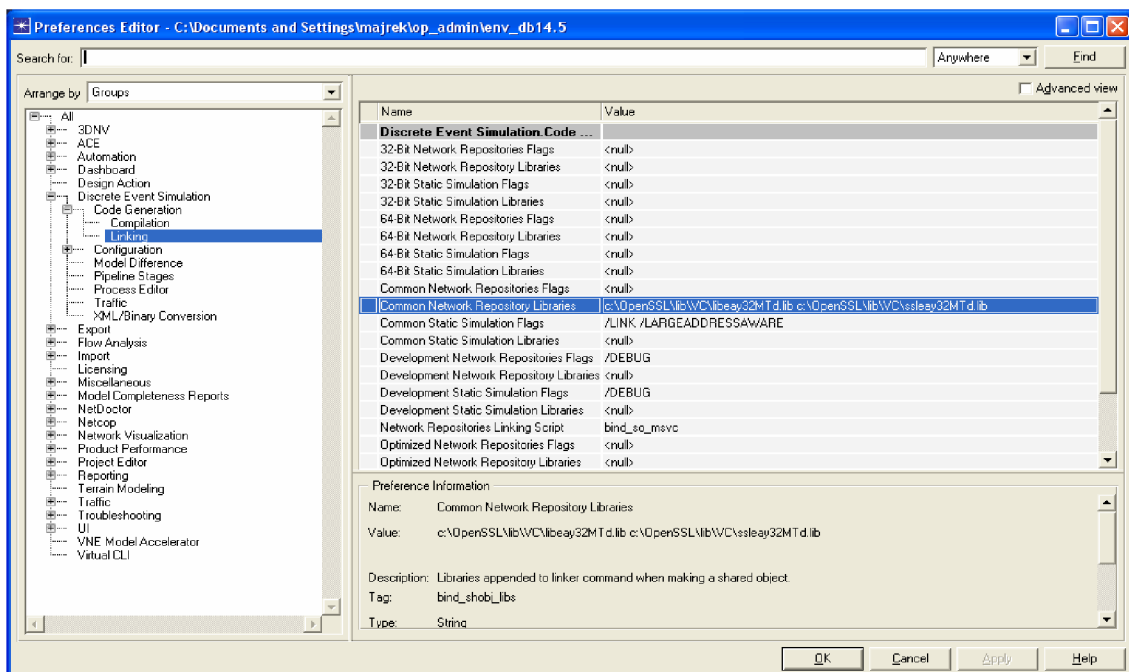 Preferences Editor - C:\Documents and Settings\majrek\op_admin\env_db14.5
Search for:
Anywhere
Find
Arrange by Groups
Advanced view
All
3DNV
ACE
Automation
Dashboard
Design Action
Discrete Event Simulation
Code Generation
Compilation
Linking
Configuration
Model Difference
Pipeline Stages
Process Editor
Traffic
XML/Binary Conversion
Export
Flow Analysis
Import
Licensing
Miscellaneous
Model Completeness Reports
NetDoctor
Netcop
Network Visualization
Product Performance
Project Editor
Reporting
Terrain Modeling
Traffic
Troubleshooting
UI
VNE Model Accelerator
Virtual CLI
Name Value
Discrete Event Simulation.Code ...
32-Bit Network Repositories Flags <null>
32-Bit Network Repository Libraries <null>
32-Bit Static Simulation Flags <null>
32-Bit Static Simulation Libraries <null>
64-Bit Network Repositories Flags <null>
64-Bit Network Repository Libraries <null>
64-Bit Static Simulation Flags <null>
64-Bit Static Simulation Libraries <null>
Common Network Repositories Flags <null>
Common Network Repository Libraries c:\OpenSSL\lib\VC\libeay32MTd.lib c:\OpenSSL\lib\VC\ssleay32MTd.lib
Common Static Simulation Flags /LINK /LARGEADDRESSAWARE
Common Static Simulation Libraries <null>
Development Network Repositories Flags /DEBUG
Development Network Repository Libraries <null>
Development Static Simulation Flags /DEBUG
Development Static Simulation Libraries <null>
Network Repositories Linking Script bind_so_msvc
Optimized Network Repositories Flags <null>
Optimized Network Repository Libraries <null>
Preference Information
Name: Common Network Repository Libraries
Value: c:\OpenSSL\lib\VC\libeay32MTd.lib c:\OpenSSL\lib\VC\ssleay32MTd.lib
Description: Libraries appended to linker command when making a shared object.
Tag: bind_shobj_libs
Type: String
OK
Cancel
Apply
Help